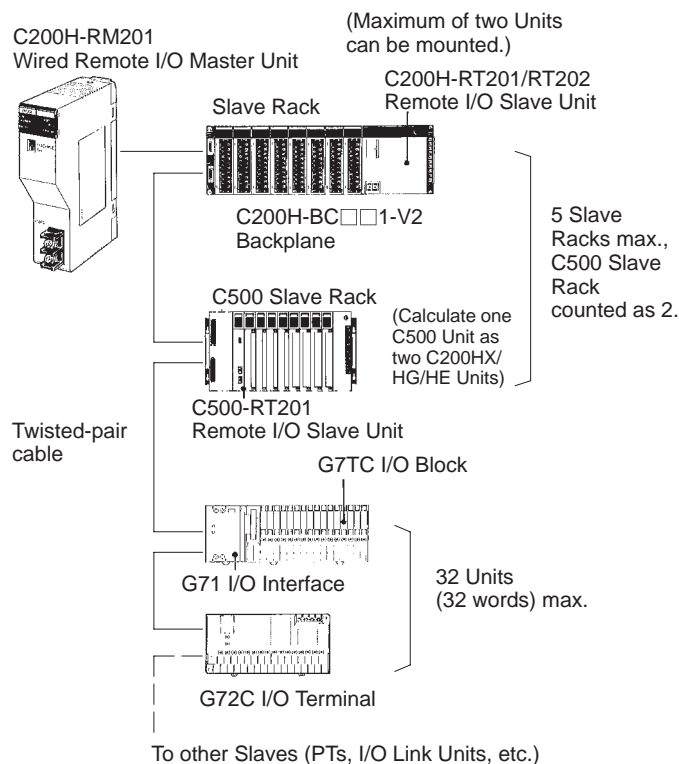 C200H-RM201
Wired Remote I/O Master Unit
(Maximum of two Units
can be mounted.)
C200H-RT201/RT202
Remote I/O Slave Unit
Slave Rack
C200H-BC□□1-V2
Backplane
5 Slave
Racks max.,
C500 Slave
Rack
counted as 2.
C500 Slave Rack
(Calculate one
C500 Unit as
two C200HX/
HG/HE Units)
C500-RT201
Remote I/O Slave Unit
Twisted-pair
cable
G7TC I/O Block
G71 I/O Interface
32 Units
(32 words) max.
G72C I/O Terminal
To other Slaves (PTs, I/O Link Units, etc.)